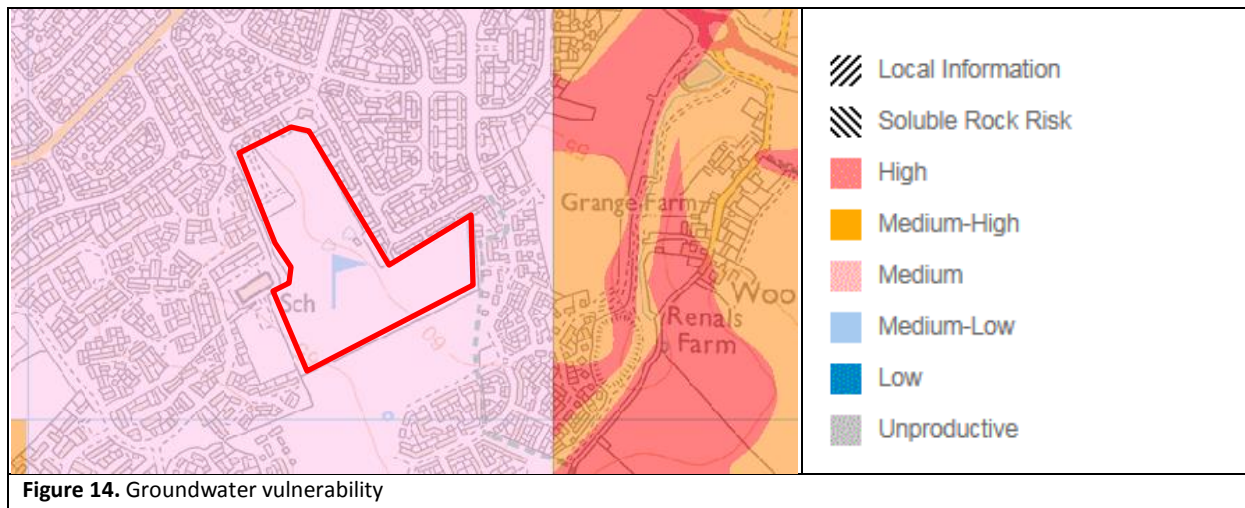 Grange Farm
Sch
Woo
Renals
Farm
60
Local Information
Soluble Rock Risk
High
Medium-High
Medium
Medium-Low
Low
Unproductive
Figure 14. Groundwater vulnerability